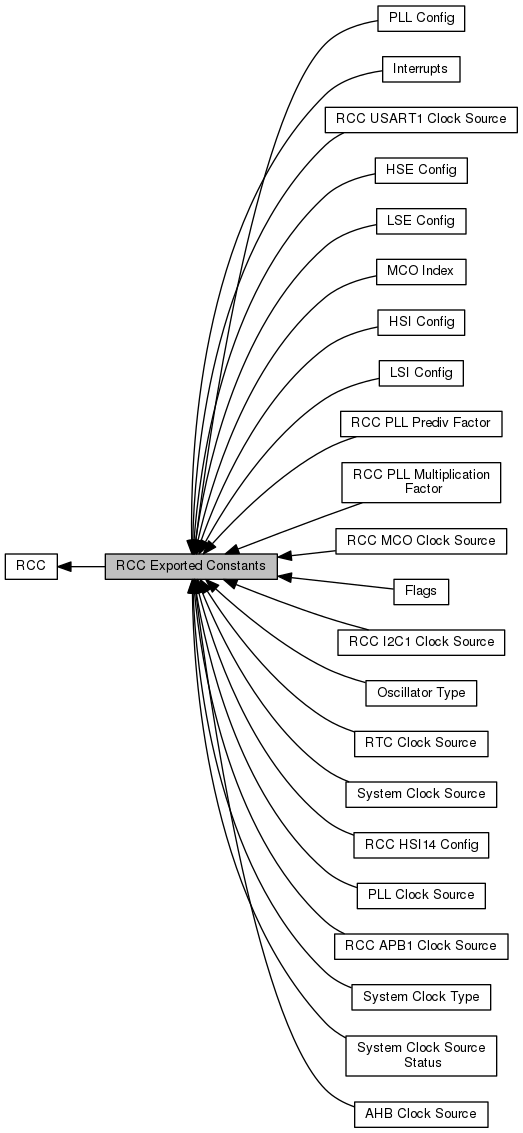 PLL Config
Interrupts
RCC USART1 Clock Source
HSE Config
LSE Config
MCO Index
HSI Config
LSI Config
RCC PLL Prediv Factor
RCC PLL Multiplication
Factor
RCC MCO Clock Source
RCC
RCC Exported Constants
Flags
RCC I2C1 Clock Source
Oscillator Type
RTC Clock Source
System Clock Source
RCC HSI14 Config
PLL Clock Source
RCC APB1 Clock Source
System Clock Type
System Clock Source
Status
AHB Clock Source